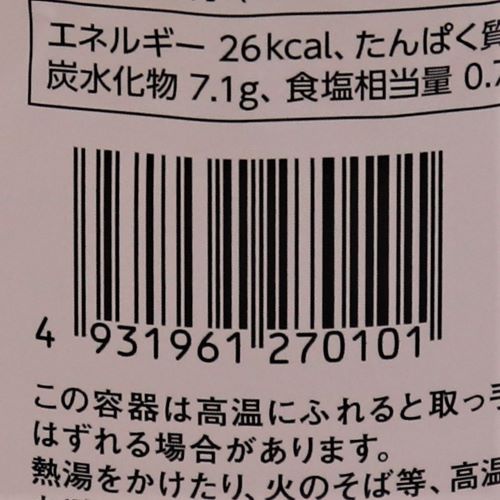 エネルギー 26kcal、たんぱく質
炭水化物 7.1g、食塩相当量 0.7
4 931961 270101
この容器は高温にふれると取っ手
はずれる場合があります。
熱湯をかけたり、火のそば等、高温